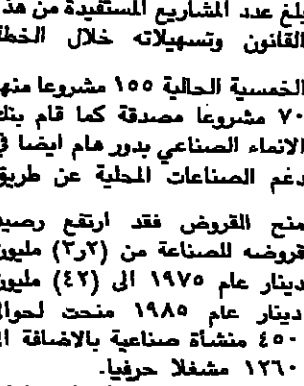 بلغ عدد المشاريع المستفيدة من هذا
القانون وتسهيلاته خلال الخطة
الخمسية الحالية ١٥٥ مشروعا منها
٧٠ مشروعا مصدقة كما قام بنك
الانماء الصناعي بدور هام ايضا في
دعم الصناعات المحلية عن طريق
منح القروض فقد ارتفع رصيد
قروضه للصناعة من (٢ر٣) مليون
دينار عام ١٩٧٥ الى (٤٢) مليون
دينار عام ١٩٨٥ منحت لحوالي
٤٥٠ منشأة صناعية بالاضافة الى
١٢٦٠ مشغلا حرفيا.